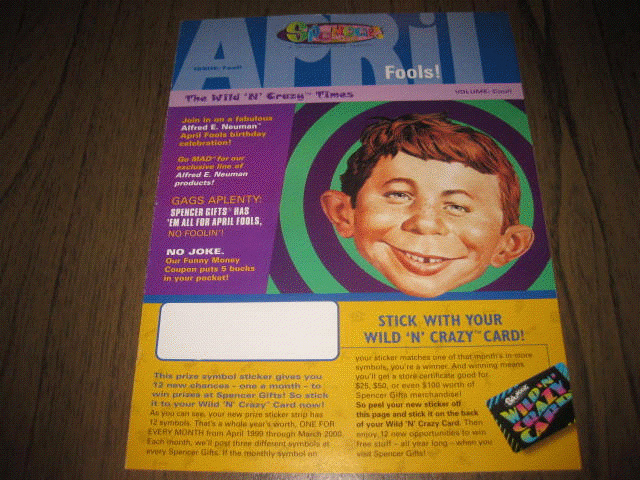 APRIL
SPENCER
Fools!
ISSUE: Fool!
The Wild 'N' Crazy™ Times
VOLUME: Cool!
Join in on a fabulous
Alfred E. Neuman™
April Fools birthday
celebration!
Go MAD™ for our
exclusive line of
Alfred E. Neuman
products!
GAGS APLENTY:
SPENCER GIFTS™ HAS
'EM ALL FOR APRIL FOOLS,
NO FOOLIN'!
NO JOKE.
Our Funny Money
Coupon puts 5 bucks
in your pocket!
This prize symbol sticker gives you
12 new chances - one a month - to
win prizes at Spencer Gifts! So stick
it to your Wild 'N' Crazy Card now!
As you can see, your new prize sticker strip has
12 symbols. That's a whole year's worth, ONE FOR
EVERY MONTH from April 1999 through March 2000.
Each month, we'll post three different symbols at
every Spencer Gifts. If the monthly symbol on
STICK WITH YOUR
WILD 'N' CRAZY™ CARD!
your sticker matches one of that month's in-store
symbols, you're a winner. And winning means
you'll get a store certificate good for
$25, $50, or even $100 worth of
Spencer Gifts merchandise!
So peel your new sticker off
this page and stick it on the back
of your Wild 'N' Crazy Card. Then
enjoy 12 new opportunities to win
free stuff - all year long - when you
visit Spencer Gifts!
WILD 'N'
CRAZY
CARD